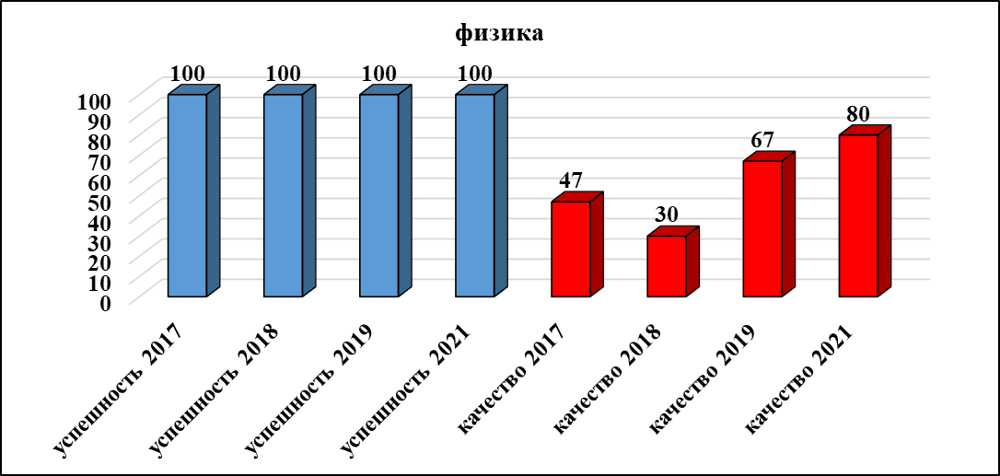 физика
100 100 100 100
80
67
47
30
100
90
80
70
60
50
40
30
20
10
0
успешность 2017
успешность 2018
успешность 2019
успешность 2021
качество 2017
качество 2018
качество 2019
качество 2021